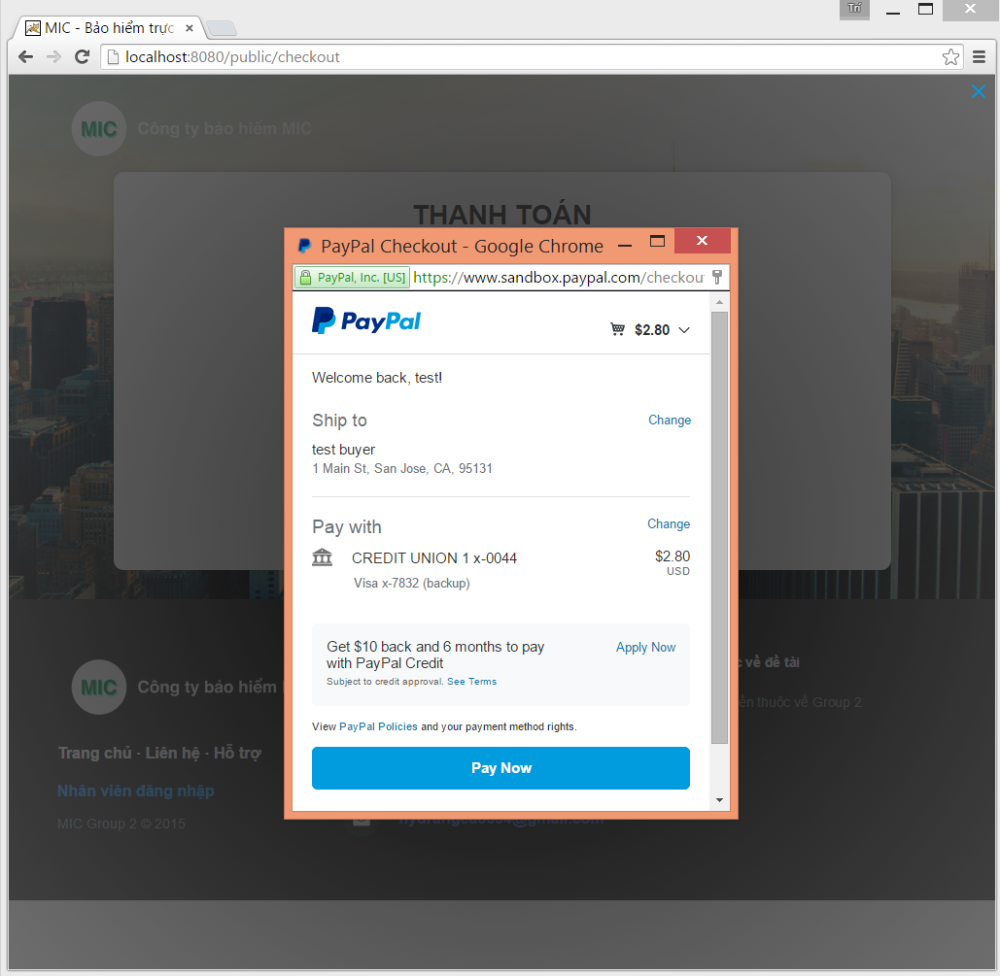 Trí
MIC - Bảo hiểm trực
localhost:8080/public/checkout
MIC Công ty bảo hiểm MIC
THANH TOÁN
PayPal Checkout - Google Chrome
PayPal, Inc. [US] https://www.sandbox.paypal.com/checkou
PayPal
$2.80
Welcome back, test!
Ship to Change
test buyer
1 Main St, San Jose, CA, 95131
Pay with Change
CREDIT UNION 1 x-0044 $2.80
USD
Visa x-7832 (backup)
Get $10 back and 6 months to pay
with PayPal Credit
Apply Now
Subject to credit approval. See Terms
View PayPal Policies and your payment method rights.
Pay Now
MIC Công ty bảo hiểm
về đề tài
thuộc về Group 2
Trang chủ - Liên hệ - Hỗ trợ
Nhân viên đăng nhập
MIC Group 2 © 2015